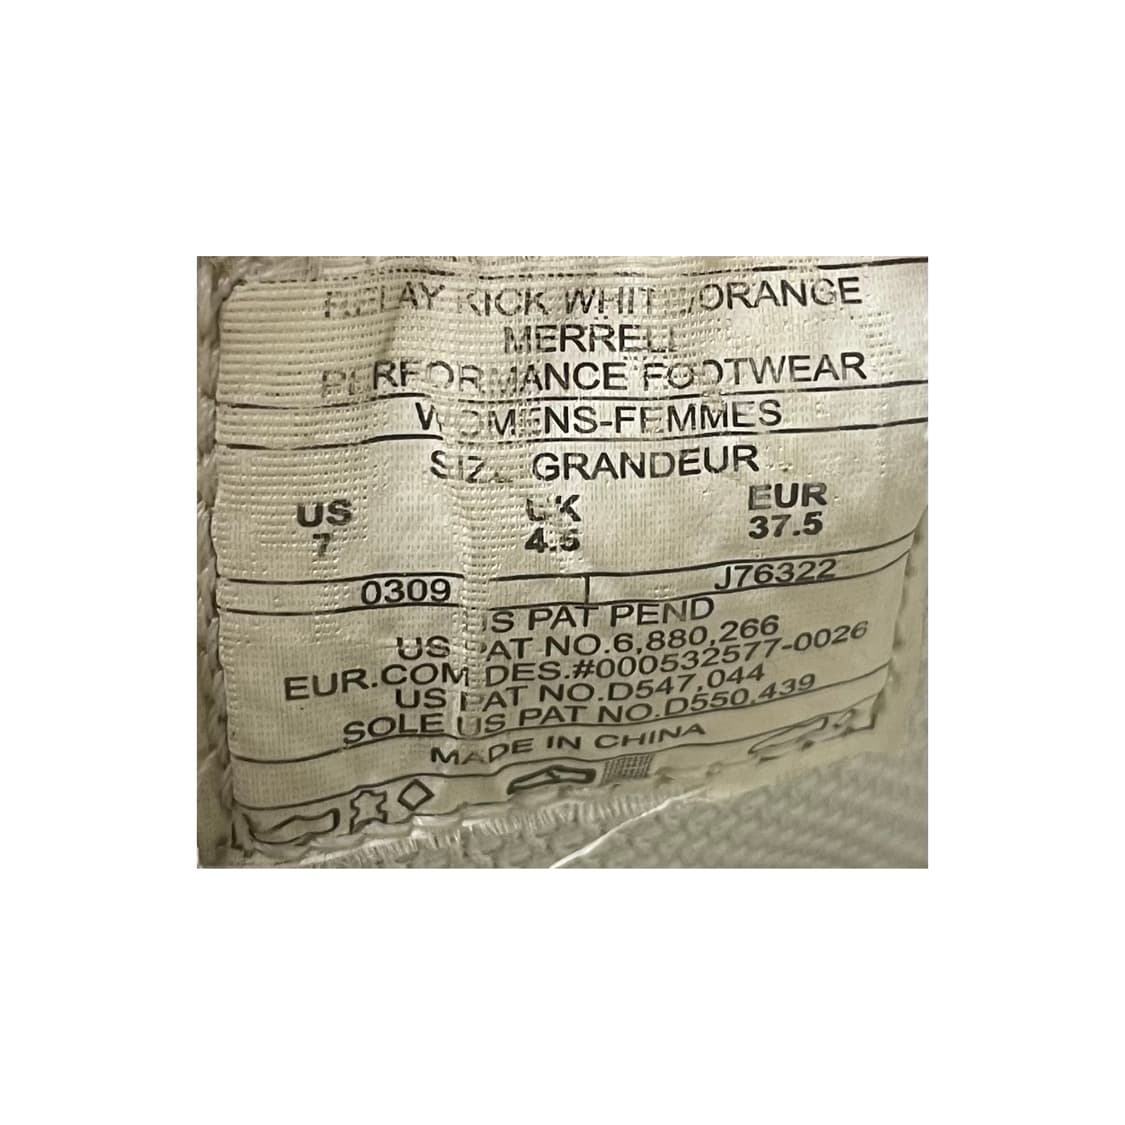 RELAY KICK WHITE/ORANGE
MERRELL
PERFORMANCE FOOTWEAR
WOMENS-FEMMES
SIZE GRANDEUR
US UK EUR
7 4.5 37.5
0309 J76322
US PAT PEND
US PAT NO.6,880,266
EUR.COM DES.#000532577-0026
US PAT NO.D547,044
SOLE US PAT NO.D550,439
MADE IN CHINA